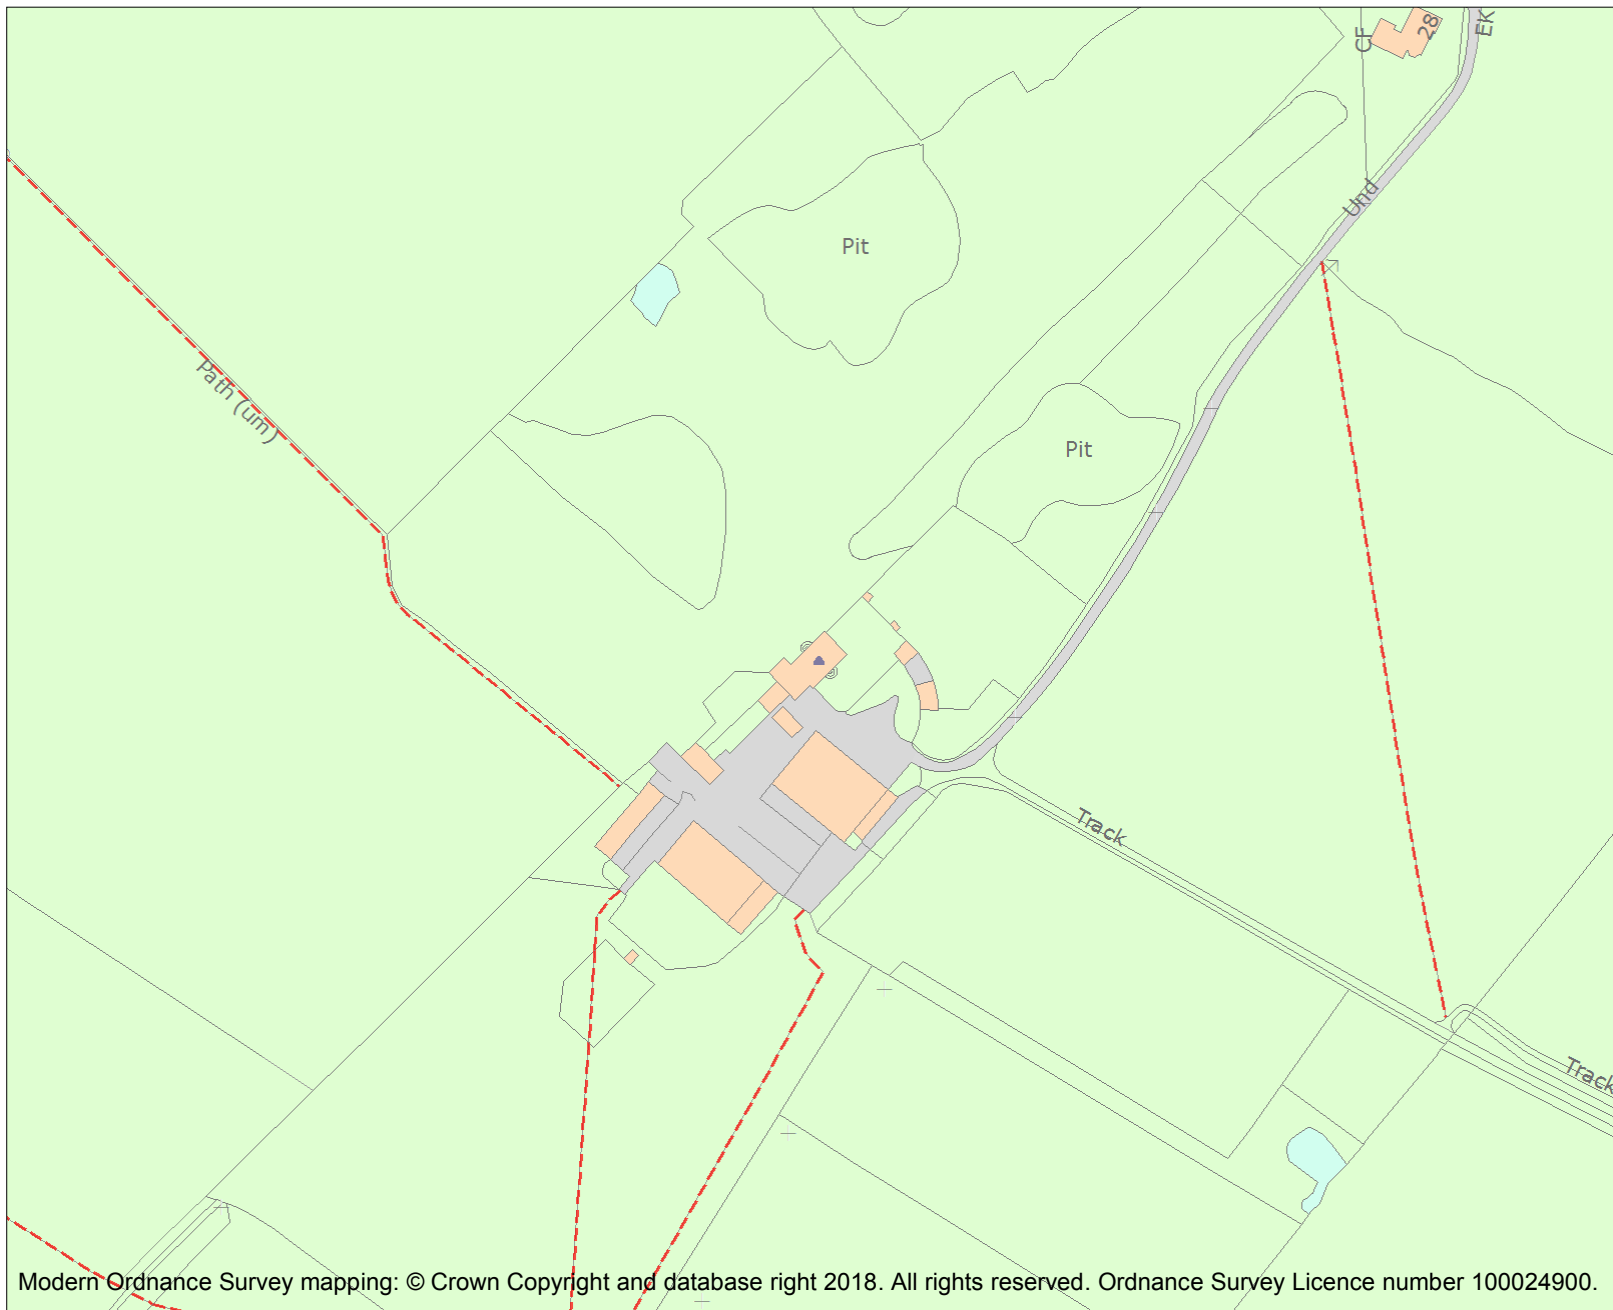 CF
28
EK
Und
Pit
Path (um)
Pit
Track
Track
Modern Ordnance Survey mapping: © Crown Copyright and database right 2018. All rights reserved. Ordnance Survey Licence number 100024900.